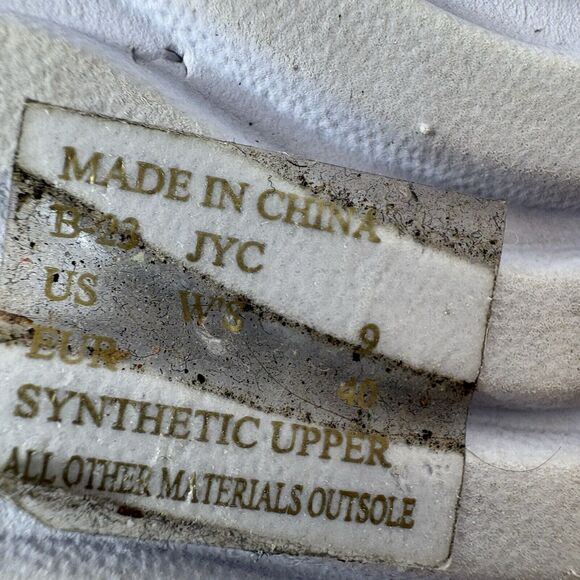 MADE IN CHINA
B-23 JYC
US W'S 9
EUR 40
SYNTHETIC UPPER
ALL OTHER MATERIALS OUTSOLE